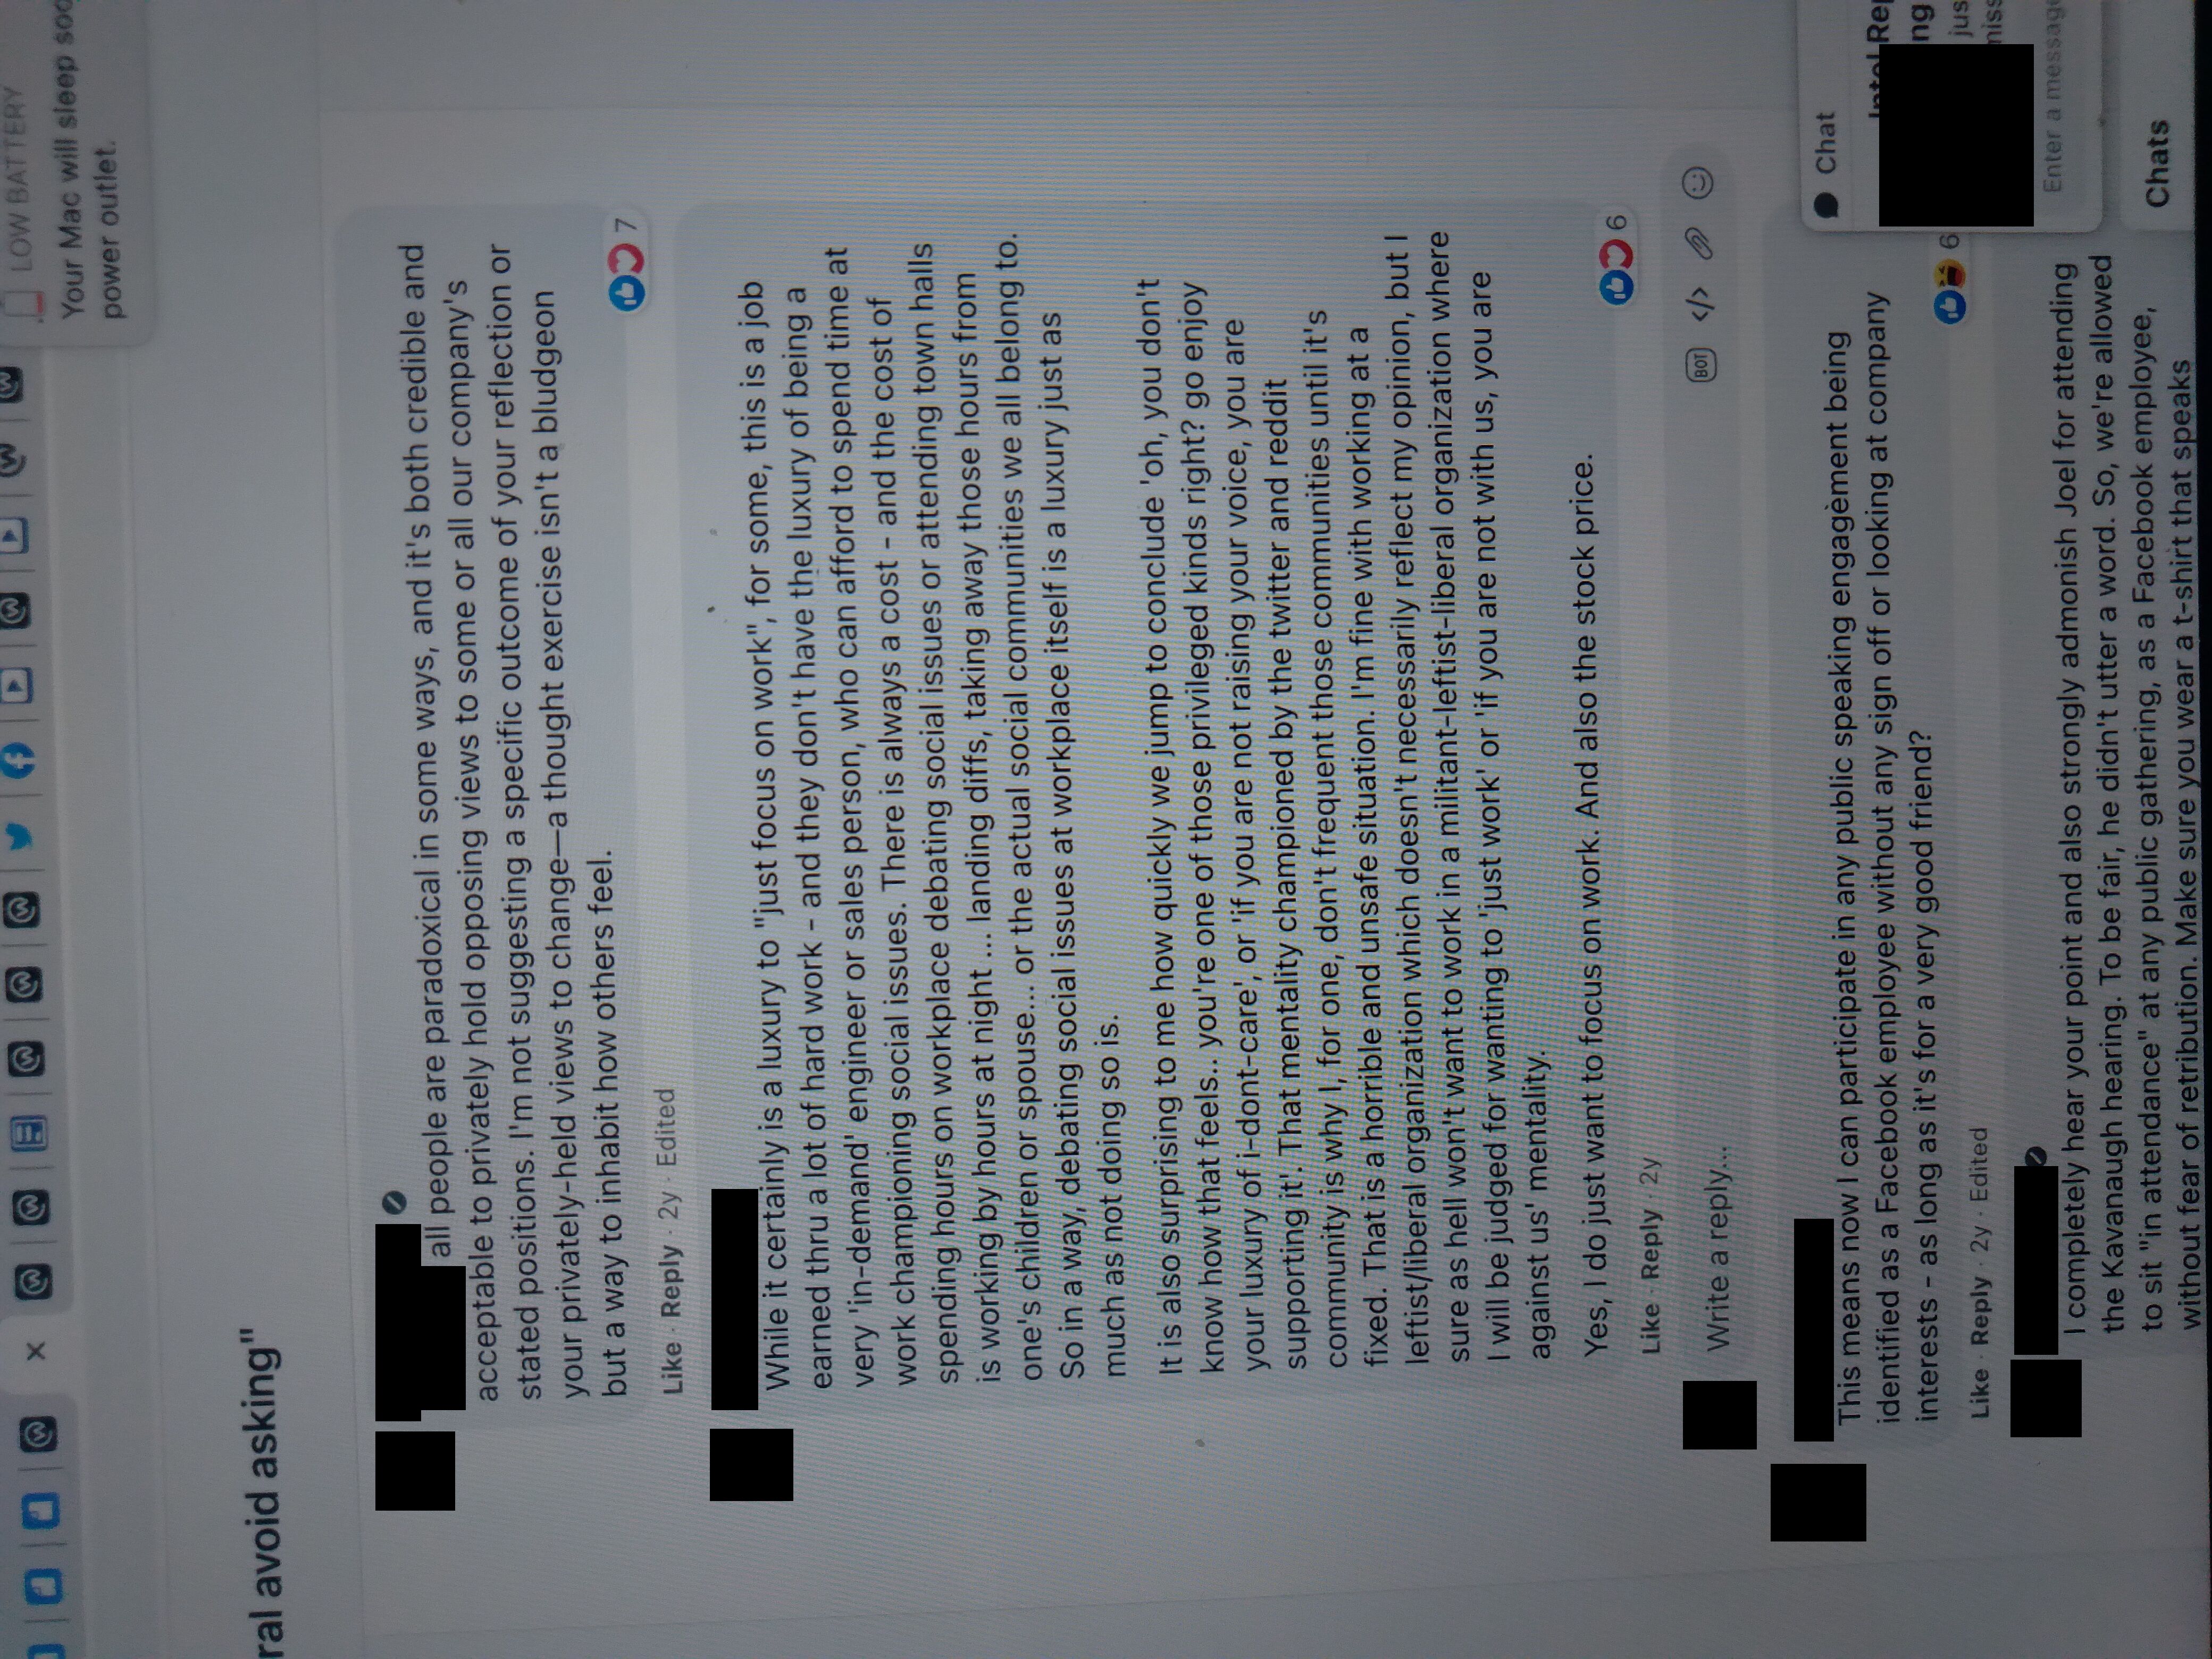 LOW BATTERY
Your Mac will sleep soo
power outlet.
ral avoid asking"
all people are paradoxical in some ways, and it's both credible and
acceptable to privately hold opposing views to some or all our company's
stated positions. I'm not suggesting a specific outcome of your reflection or
your privately-held views to change—a thought exercise isn't a bludgeon
but a way to inhabit how others feel.
7
Like · Reply · 2y · Edited
While it certainly is a luxury to "just focus on work", for some, this is a job
earned thru a lot of hard work - and they don't have the luxury of being a
very 'in-demand' engineer or sales person, who can afford to spend time at
work championing social issues. There is always a cost - and the cost of
spending hours on workplace debating social issues or attending town halls
is working by hours at night ... landing diffs, taking away those hours from
one's children or spouse... or the actual social communities we all belong to.
So in a way, debating social issues at workplace itself is a luxury just as
much as not doing so is.
It is also surprising to me how quickly we jump to conclude 'oh, you don't
know how that feels.. you're one of those privileged kinds right? go enjoy
your luxury of i-dont-care', or 'if you are not raising your voice, you are
supporting it'. That mentality championed by the twitter and reddit
community is why I, for one, don't frequent those communities until it's
fixed. That is a horrible and unsafe situation. I'm fine with working at a
leftist/liberal organization which doesn't necessarily reflect my opinion, but I
sure as hell won't want to work in a militant-leftist-liberal organization where
I will be judged for wanting to 'just work' or 'if you are not with us, you are
against us' mentality.
Yes, I do just want to focus on work. And also the stock price.
6
Like · Reply · 2y
Write a reply...
BOT </>
This means now I can participate in any public speaking engagement being
identified as a Facebook employee without any sign off or looking at company
interests - as long as it's for a very good friend?
6
Like · Reply · 2y · Edited
I completely hear your point and also strongly admonish Joel for attending
the Kavanaugh hearing. To be fair, he didn't utter a word. So, we're allowed
to sit "in attendance" at any public gathering, as a Facebook employee,
without fear of retribution. Make sure you wear a t-shirt that speaks
Chat
ng
jus
Enter a message
Chats